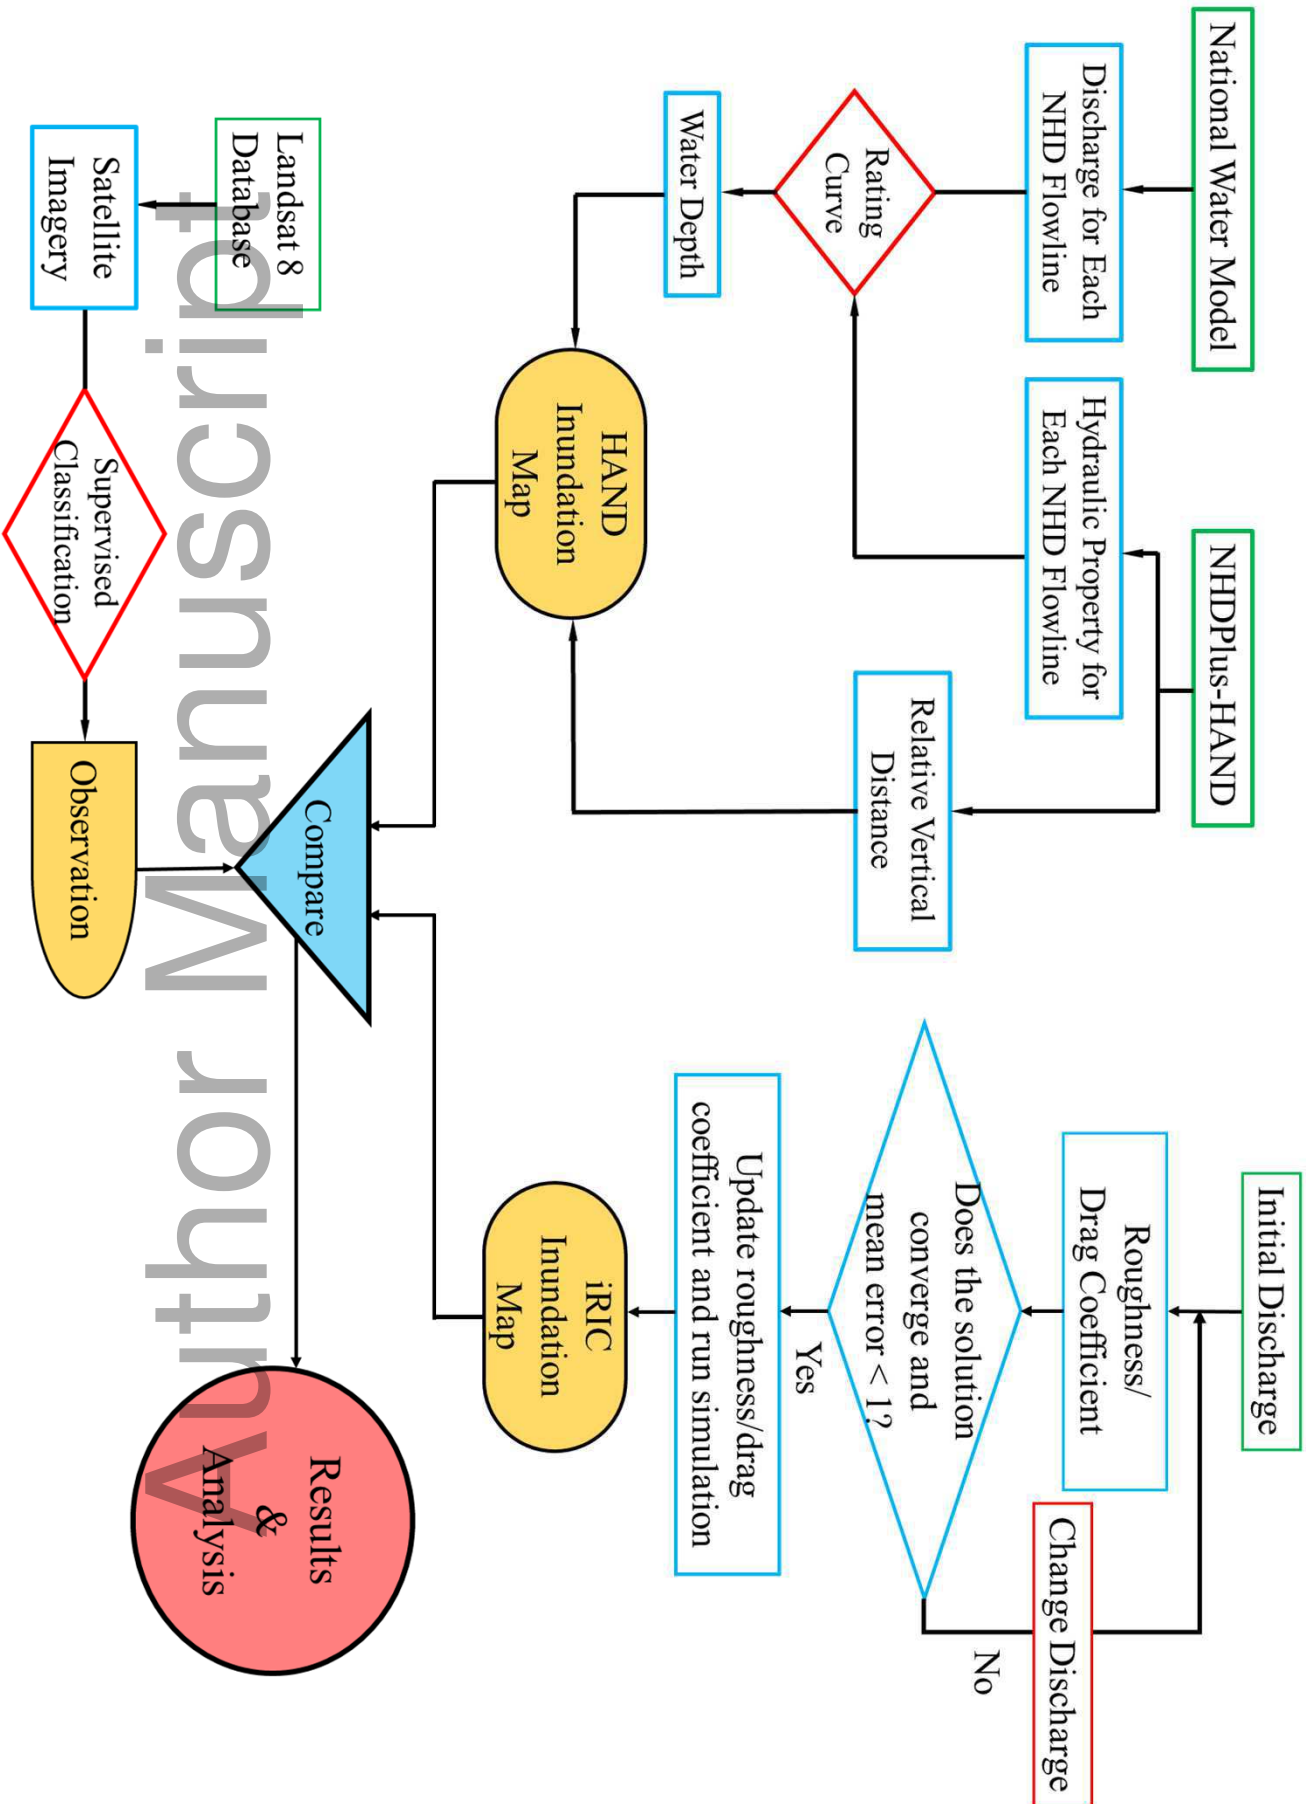 National Water Model
NHDPlus-HAND
Initial Discharge
Discharge for Each
NHD Flowline
Hydraulic Property for
Each NHD Flowline
Relative Vertical
Distance
Rating
Curve
Water Depth
HAND
Inundation
Map
Roughness/
Drag Coefficient
Change Discharge
Does the solution
converge and
mean error < 1?
No
Yes
Update roughness/drag
coefficient and run simulation
iRIC
Inundation
Map
Landsat 8
Database
Satellite
Imagery
Supervised
Classification
Observation
Compare
Results
&
Analysis
Author Manuscript